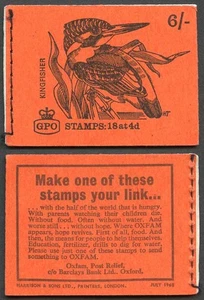 KINGFISHER
6/-
GPO STAMPS: 18 at 4d
Make one of these
stamps your link...
. . . with the half of the world that is hungry.
With parents watching their children die.
Without food. Often without water. And
worse still. . . without hope. Where OXFAM
appears, hope revives. First of all, food. And
then, the means for people to help themselves.
Education, fertilizer, drills to dig for water.
Please use one of your stamps to send
something to OXFAM.
Oxfam, Post Relief,
c/o Barclays Bank Ltd., Oxford.
HARRISON & SONS LTD., PRINTERS, LONDON. JULY 1968